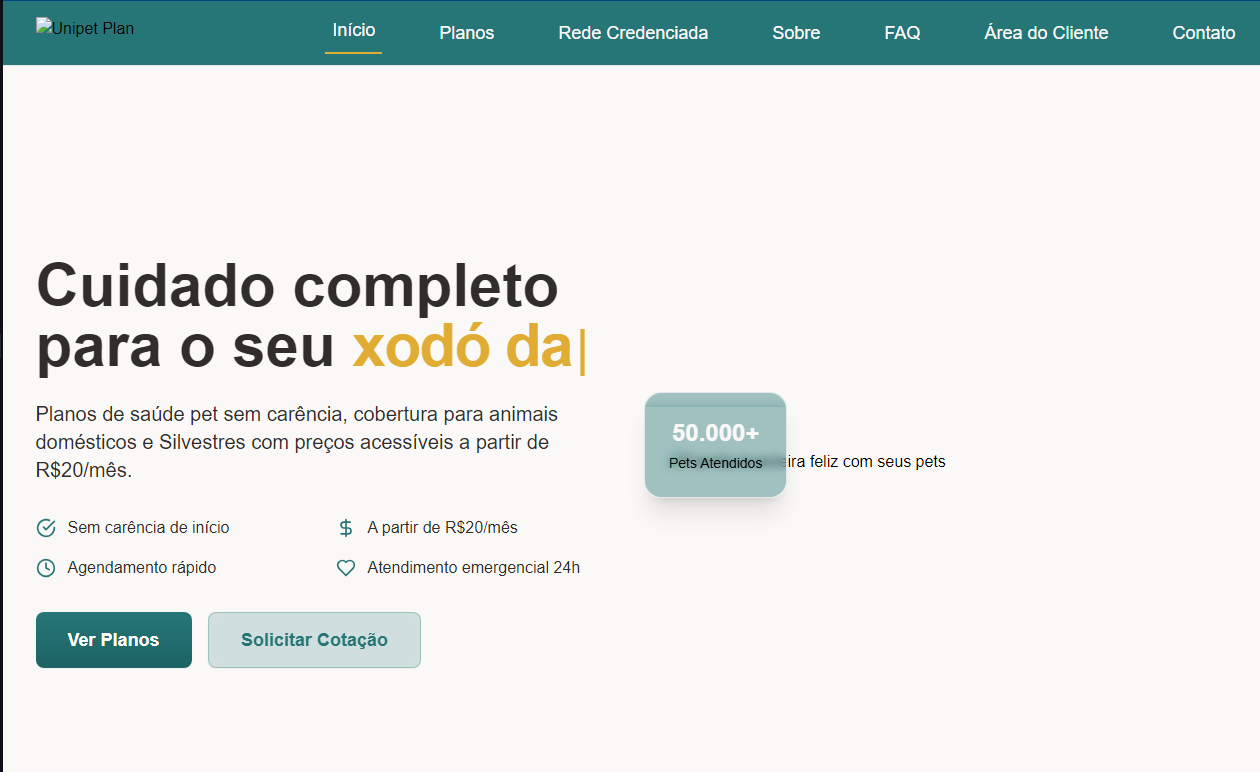 Unipet Plan
Início
Planos
Rede Credenciada
Sobre
FAQ
Área do Cliente
Contato
Cuidado completo
para o seu xodó da|
Planos de saúde pet sem carência, cobertura para animais
domésticos e Silvestres com preços acessíveis a partir de
R$20/mês.
50.000+
Pets Atendidos
feliz com seus pets
Sem carência de início
A partir de R$20/mês
Agendamento rápido
Atendimento emergencial 24h
Ver Planos
Solicitar Cotação